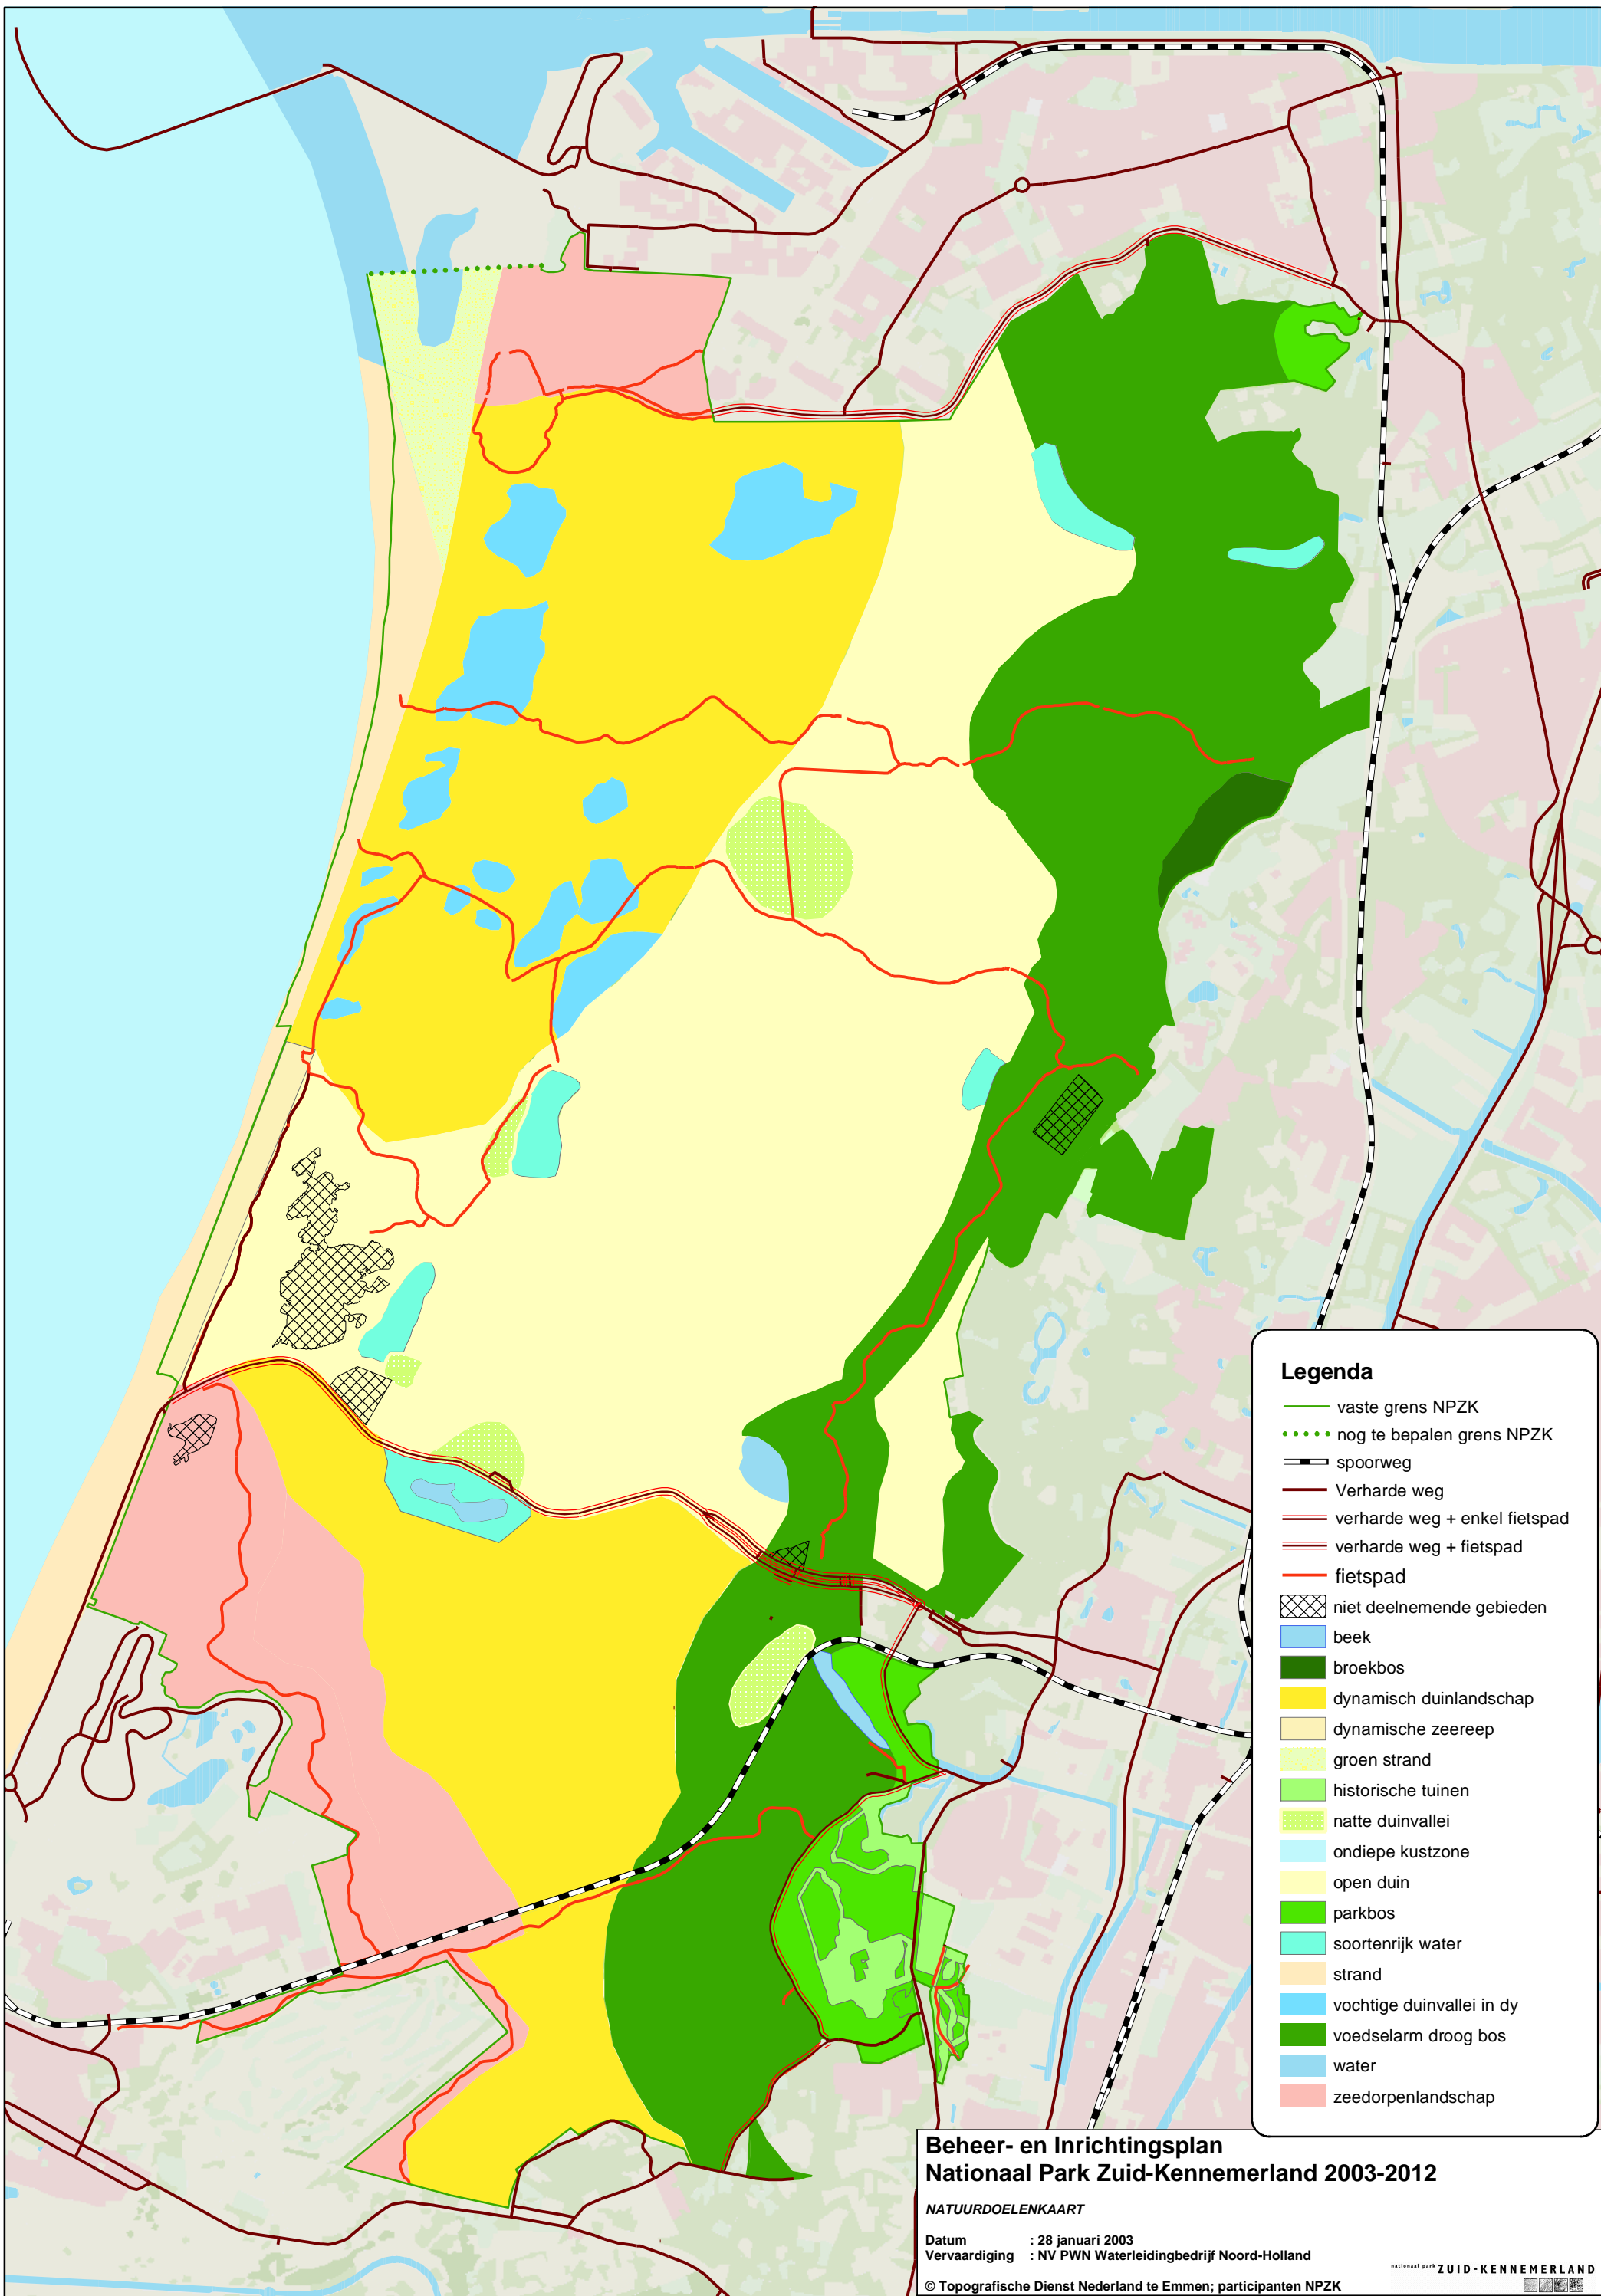 Legenda
vaste grens NPZK
nog te bepalen grens NPZK
spoorweg
Verharde weg
verharde weg + enkel fietspad
verharde weg + fietspad
fietspad
niet deelnemende gebieden
beek
broekbos
dynamisch duinlandschap
dynamische zeereep
groen strand
historische tuinen
natte duinvallei
ondiepe kustzone
open duin
parkbos
soortenrijk water
strand
vochtige duinvallei in dy
voedselarm droog bos
water
zeedorpenlandschap
Beheer- en Inrichtingsplan
Nationaal Park Zuid-Kennemerland 2003-2012
NATUURDOELENKAART
Datum : 28 januari 2003
Vervaardiging : NV PWN Waterleidingbedrijf Noord-Holland
© Topografische Dienst Nederland te Emmen; participanten NPZK
nationaal park ZUID-KENNEMERLAND